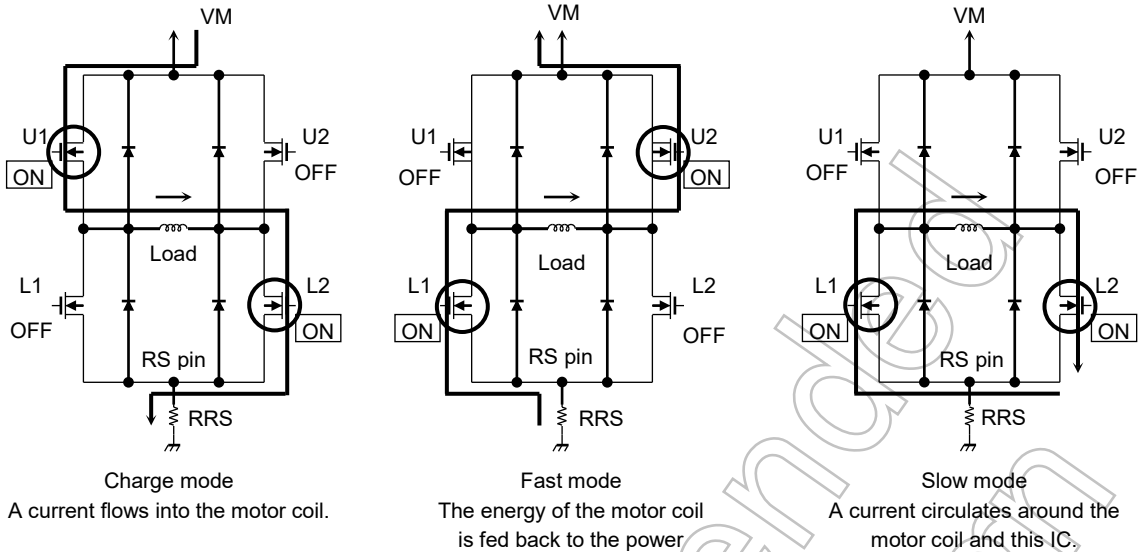 VM
U1
ON
U2
OFF
Load
L1
OFF
L2
ON
RS pin
RRS
Charge mode
A current flows into the motor coil.
VM
U1
OFF
U2
ON
Load
L1
ON
L2
OFF
RS pin
RRS
Fast mode
The energy of the motor coil
is fed back to the power
VM
U1
OFF
U2
OFF
Load
L1
ON
L2
ON
RS pin
RRS
Slow mode
A current circulates around the
motor coil and this IC.
ended